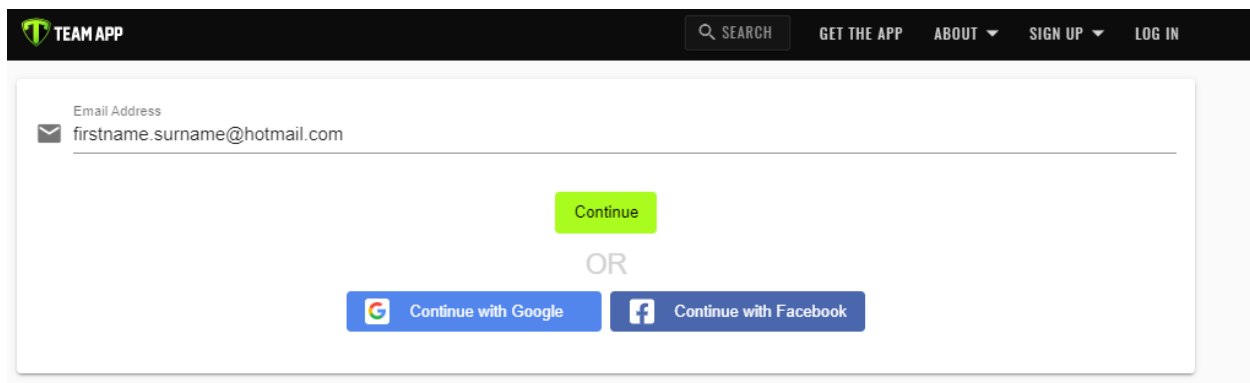 TEAM APP SEARCH GET THE APP ABOUT SIGN UP LOG IN
Email Address
firstname.surname@hotmail.com
Continue
OR
Continue with Google Continue with Facebook